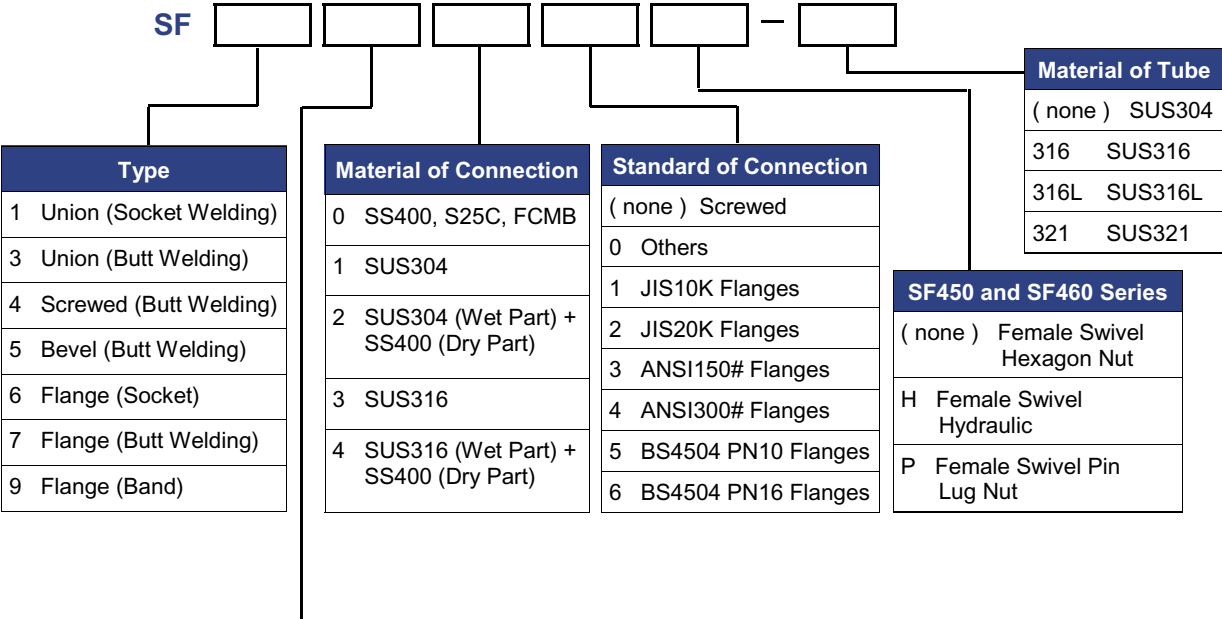 SF
Type
1 Union (Socket Welding)
3 Union (Butt Welding)
4 Screwed (Butt Welding)
5 Bevel (Butt Welding)
6 Flange (Socket)
7 Flange (Butt Welding)
9 Flange (Band)
Material of Connection
0 SS400, S25C, FCMB
1 SUS304
2 SUS304 (Wet Part) +
SS400 (Dry Part)
3 SUS316
4 SUS316 (Wet Part) +
SS400 (Dry Part)
Standard of Connection
( none ) Screwed
0 Others
1 JIS10K Flanges
2 JIS20K Flanges
3 ANSI150# Flanges
4 ANSI300# Flanges
5 BS4504 PN10 Flanges
6 BS4504 PN16 Flanges
SF450 and SF460 Series
( none ) Female Swivel
Hexagon Nut
H Female Swivel
Hydraulic
P Female Swivel Pin
Lug Nut
Material of Tube
( none ) SUS304
316 SUS316
316L SUS316L
321 SUS321